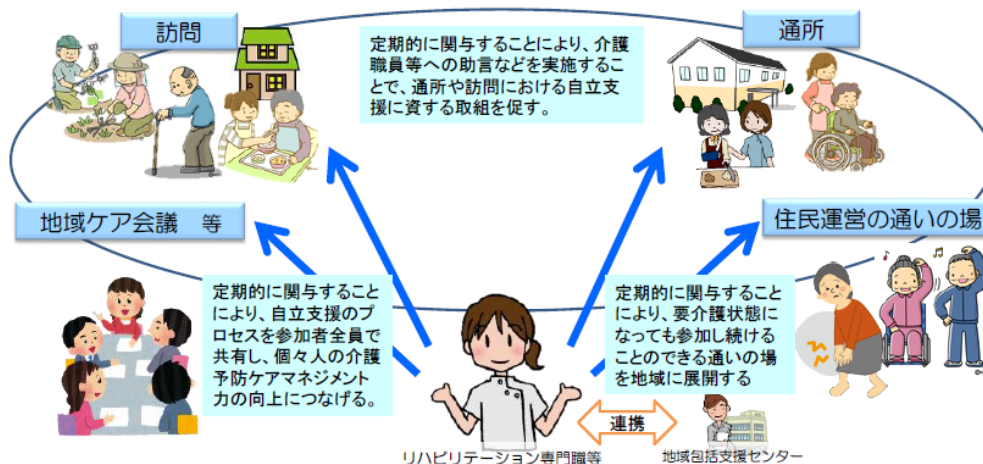 訪問
定期的に関与することにより、介護
職員等への助言などを実施するこ
とで、通所や訪問における自立支
援に資する取組を促す。
通所
地域ケア会議 等
住民運営の通いの場
定期的に関与すること
により、自立支援のプ
ロセスを参加者全員で
共有し、個々人の介護
予防ケアマネジメント
力の向上につなげる。
定期的に関与すること
により、要介護状態に
なっても参加し続ける
ことのできる通いの場
を地域に展開する
連携
リハビリテーション専門職等
地域包括支援センター